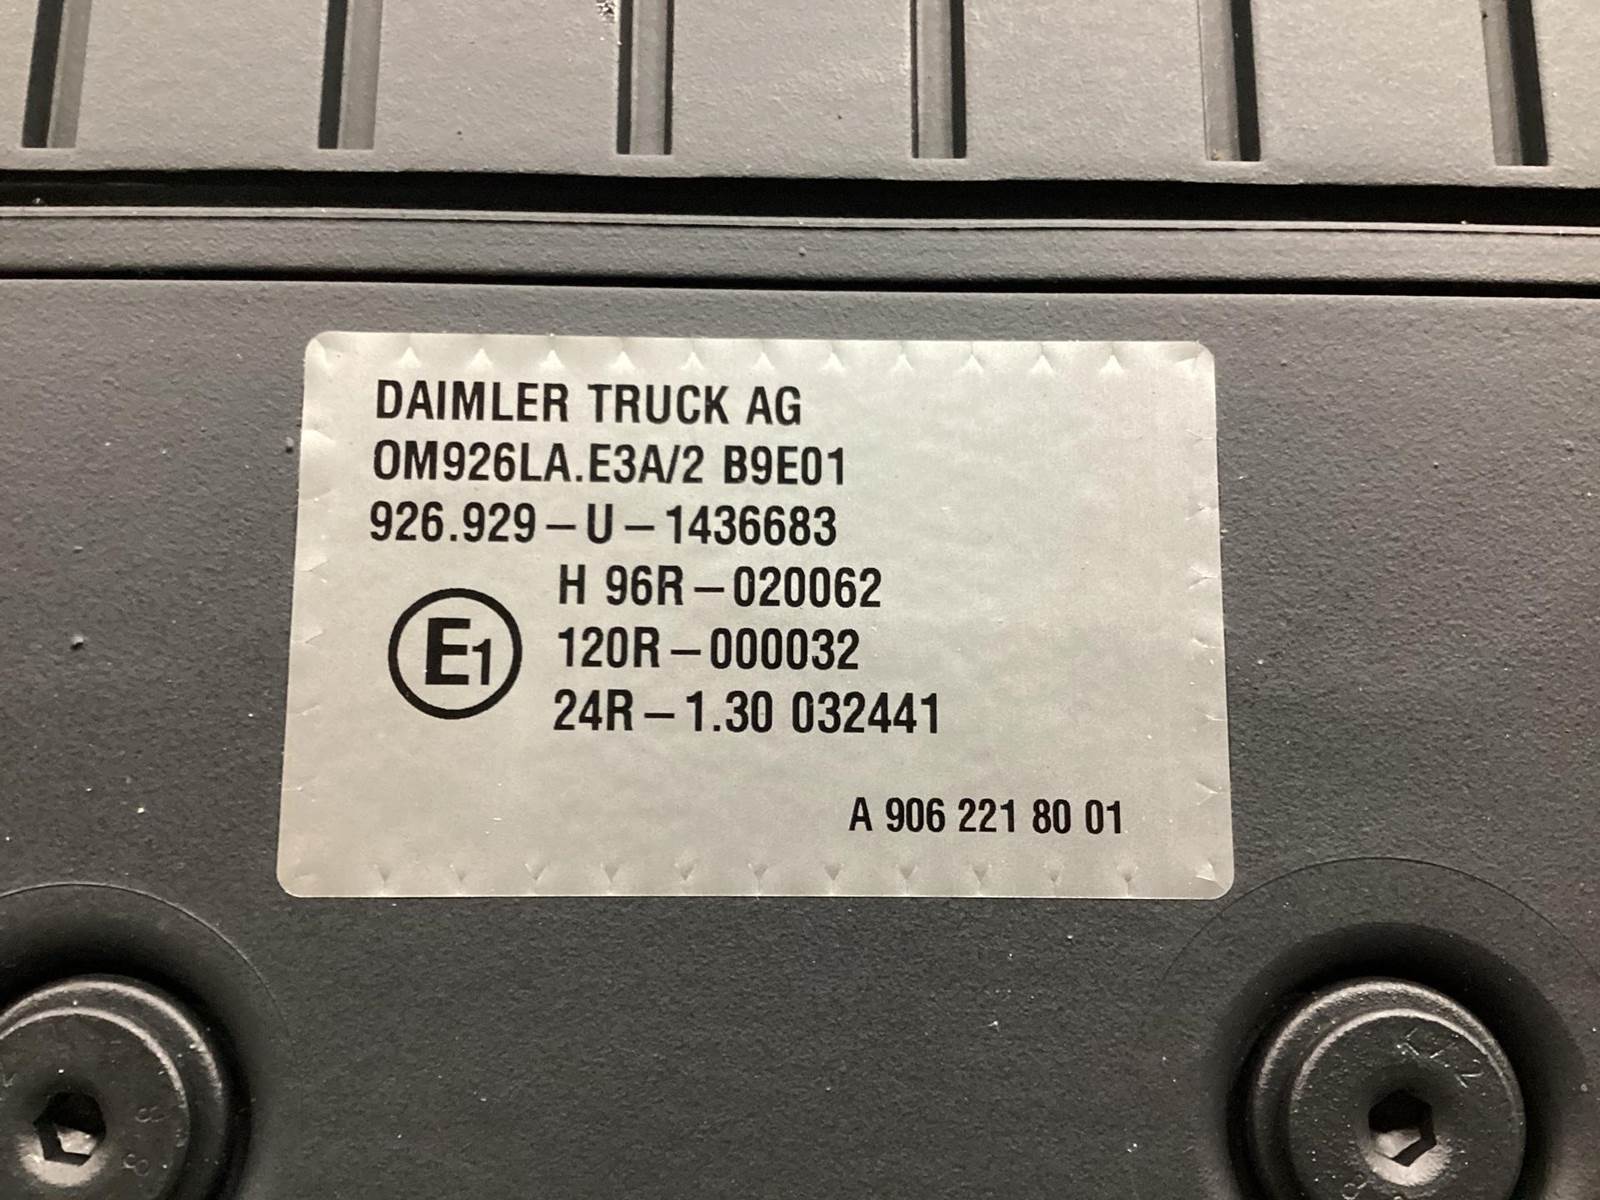 DAIMLER TRUCK AG
OM926LA.E3A/2 B9E01
926.929-U-1436683
H 96R-020062
E1
120R-000032
24R-1.30 032441
A 906 221 80 01